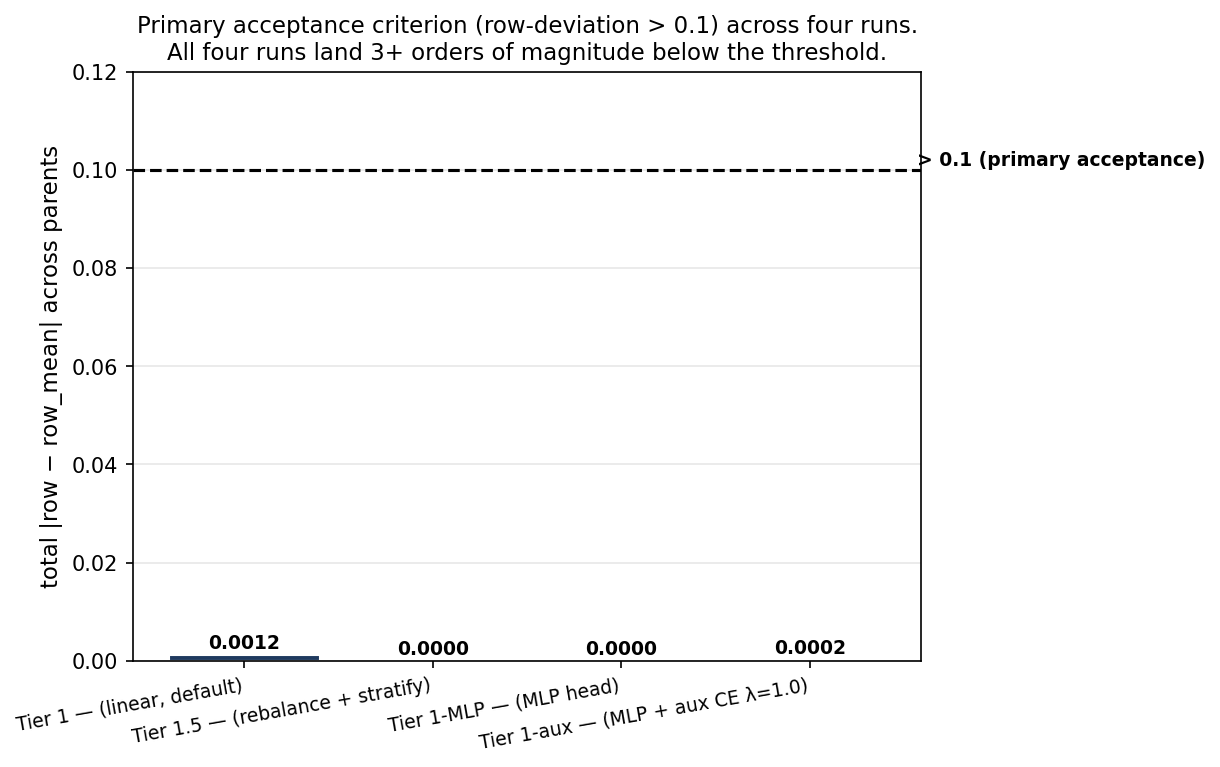 Primary acceptance criterion (row-deviation > 0.1) across four runs.
All four runs land 3+ orders of magnitude below the threshold.
total |row − row_mean| across parents
0.12
0.10
0.08
0.06
0.04
0.02
0.00
> 0.1 (primary acceptance)
0.0012
0.0000
0.0000
0.0002
Tier 1 — (linear, default)
Tier 1.5 — (rebalance + stratify)
Tier 1-MLP — (MLP head)
Tier 1-aux — (MLP + aux CE λ=1.0)